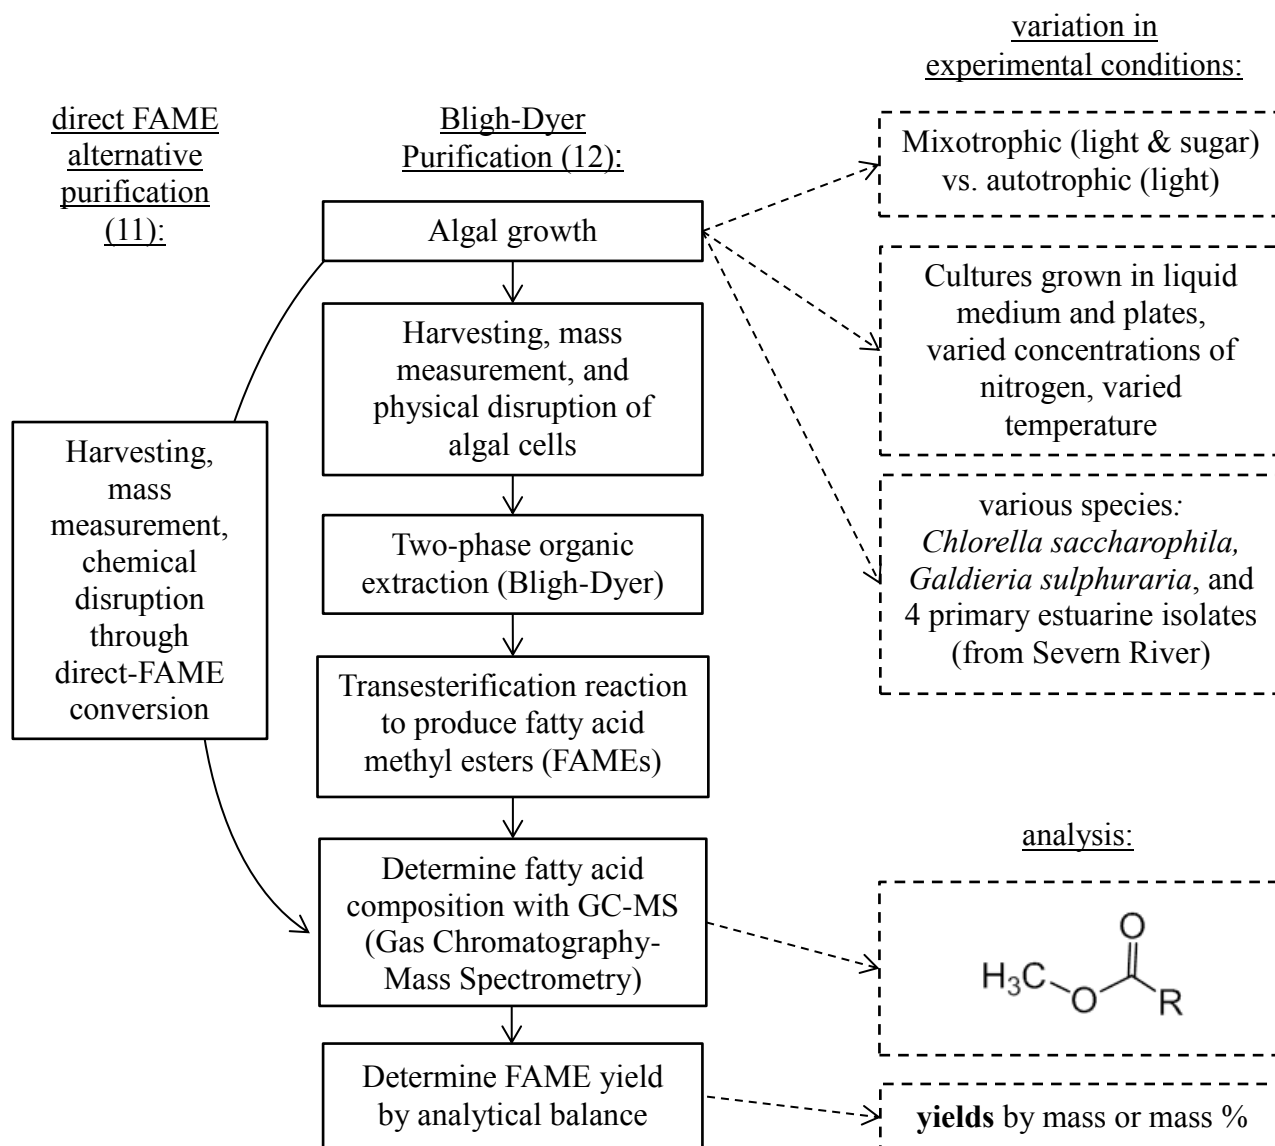 direct FAME
alternative
purification
(11):
Harvesting,
mass
measurement,
chemical
disruption
through
direct-FAME
conversion
Bligh-Dyer
Purification (12):
Algal growth
Harvesting, mass
measurement, and
physical disruption of
algal cells
Two-phase organic
extraction (Bligh-Dyer)
Transesterification reaction
to produce fatty acid
methyl esters (FAMEs)
Determine fatty acid
composition with GC-MS
(Gas Chromatography-
Mass Spectrometry)
Determine FAME yield
by analytical balance
variation in
experimental conditions:
Mixotrophic (light & sugar)
vs. autotrophic (light)
Cultures grown in liquid
medium and plates,
varied concentrations of
nitrogen, varied
temperature
various species:
Chlorella saccharophila,
Galdieria sulphuraria, and
4 primary estuarine isolates
(from Severn River)
analysis:
O
H₃C
O
R
yields by mass or mass %